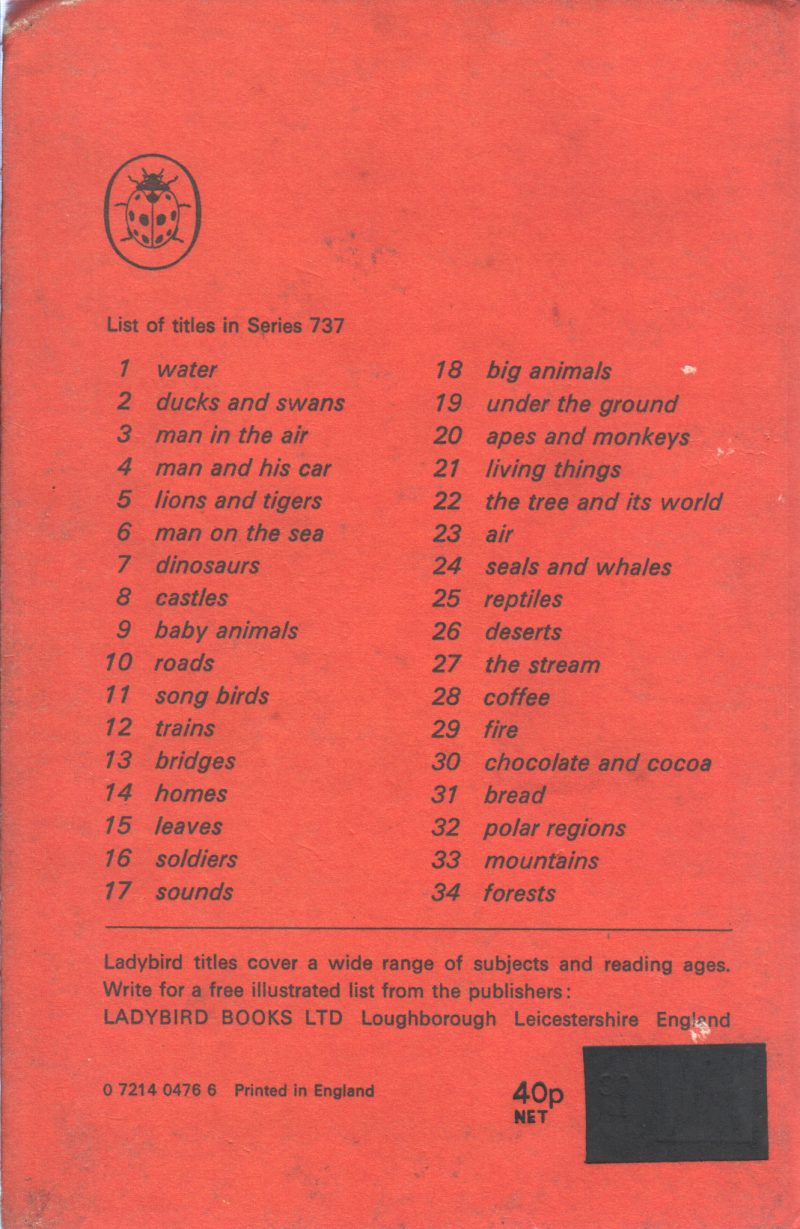 List of titles in Series 737
1 water
2 ducks and swans
3 man in the air
4 man and his car
5 lions and tigers
6 man on the sea
7 dinosaurs
8 castles
9 baby animals
10 roads
11 song birds
12 trains
13 bridges
14 homes
15 leaves
16 soldiers
17 sounds
18 big animals
19 under the ground
20 apes and monkeys
21 living things
22 the tree and its world
23 air
24 seals and whales
25 reptiles
26 deserts
27 the stream
28 coffee
29 fire
30 chocolate and cocoa
31 bread
32 polar regions
33 mountains
34 forests
Ladybird titles cover a wide range of subjects and reading ages.
Write for a free illustrated list from the publishers:
LADYBIRD BOOKS LTD Loughborough Leicestershire England
0 7214 0476 6 Printed in England
40p
NET